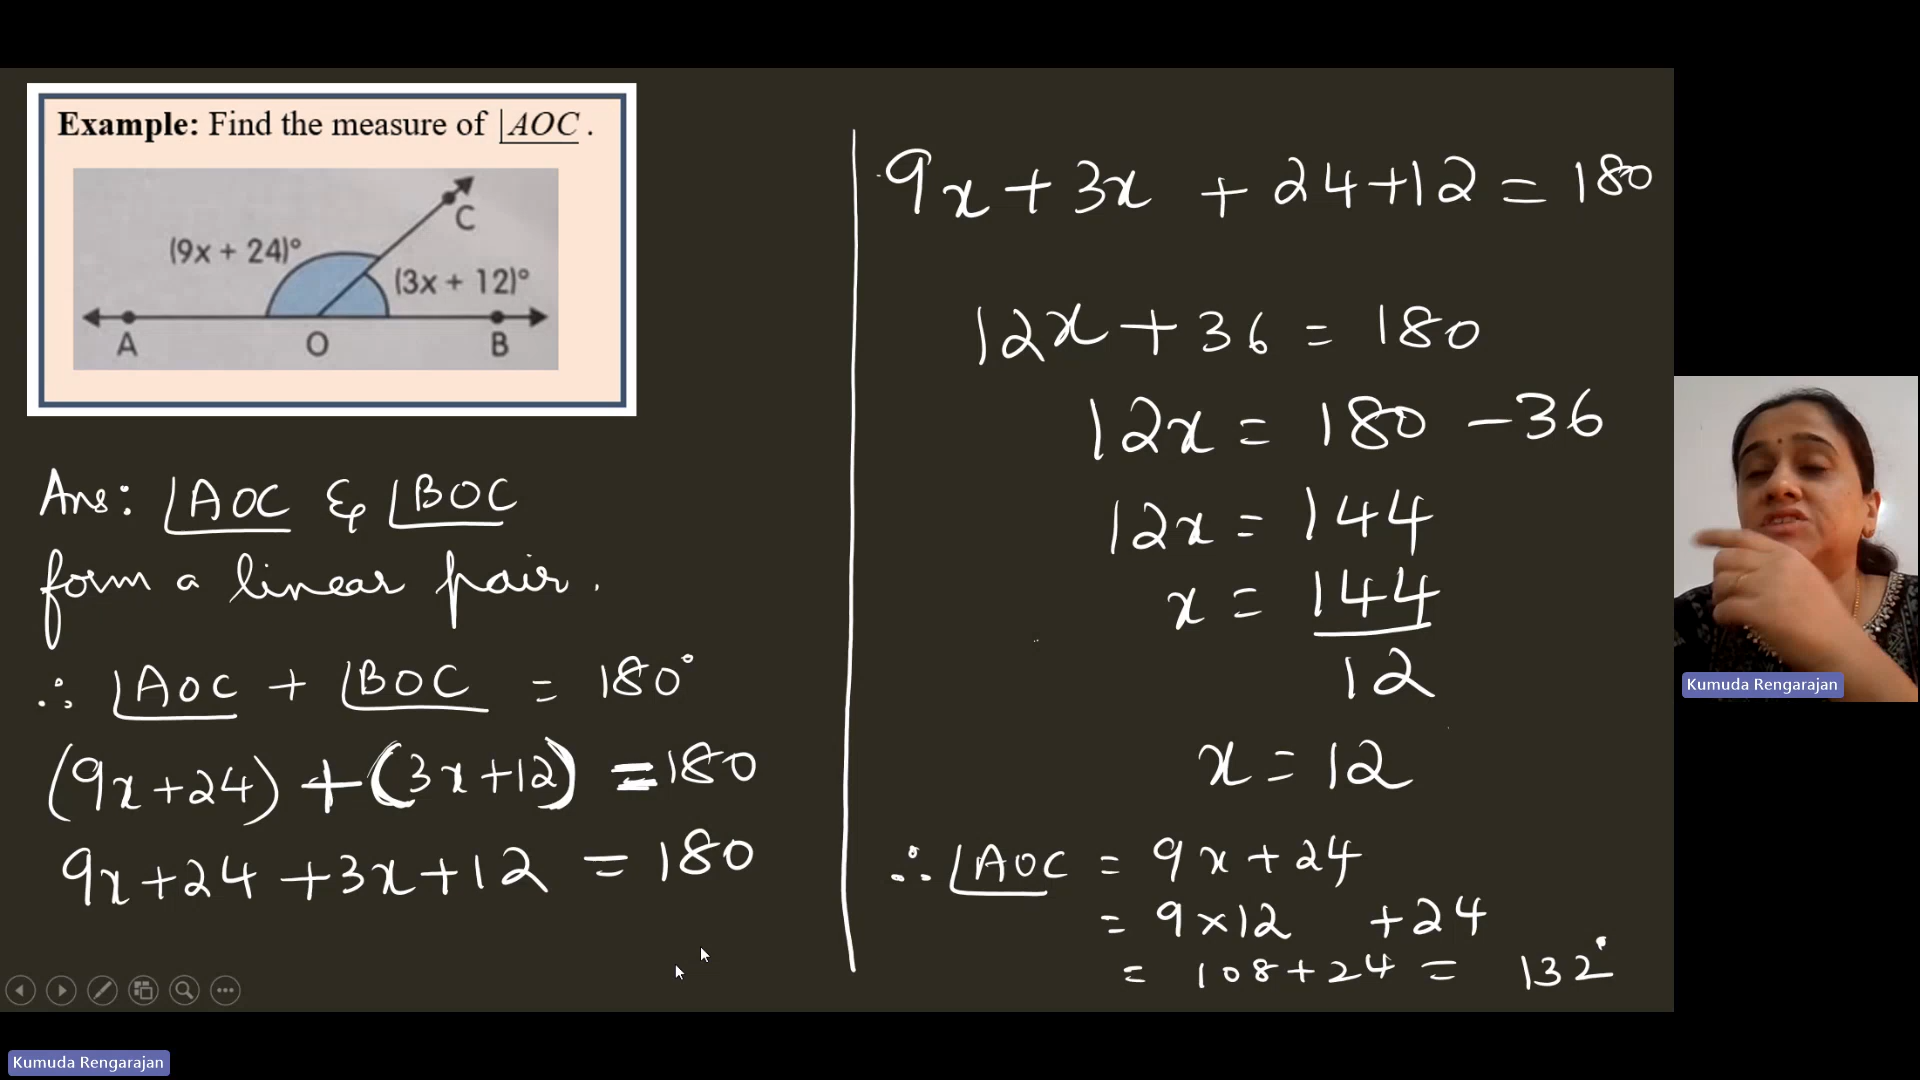 Example: Find the measure of ∠AOC.
(9x + 24)°
C
(3x + 12)°
A
O
B
Ans: ∠AOC & ∠BOC
form a linear pair.
∴ ∠AOC + ∠BOC = 180°
(9x+24) + (3x+12) = 180
9x+24 +3x+12 = 180
9x+3x + 24+12 = 180
12x + 36 = 180
12x = 180 - 36
12x = 144
x = 144
12
x = 12
∴ ∠AOC = 9x+24
= 9×12 +24
= 108+24 = 132°
Kumuda Rengarajan
Kumuda Rengarajan